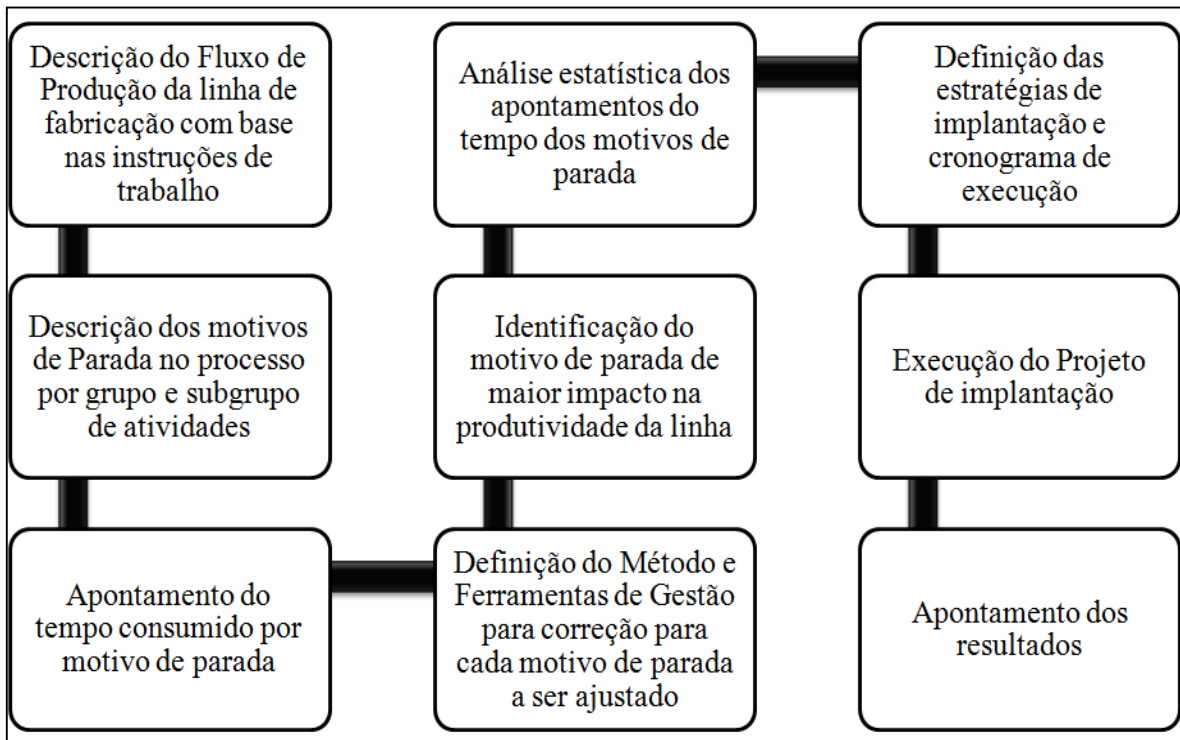 Descrição do Fluxo de
Produção da linha de
fabricação com base
nas instruções de
trabalho
Descrição dos motivos
de Parada no processo
por grupo e subgrupo
de atividades
Apontamento do
tempo consumido por
motivo de parada
Definição do Método e
Ferramentas de Gestão
para correção para
cada motivo de parada
a ser ajustado
Identificação do
motivo de parada de
maior impacto na
produtividade da linha
Análise estatística dos
apontamentos do
tempo dos motivos de
parada
Definição das
estratégias de
implantação e
cronograma de
execução
Execução do Projeto
de implantação
Apontamento dos
resultados